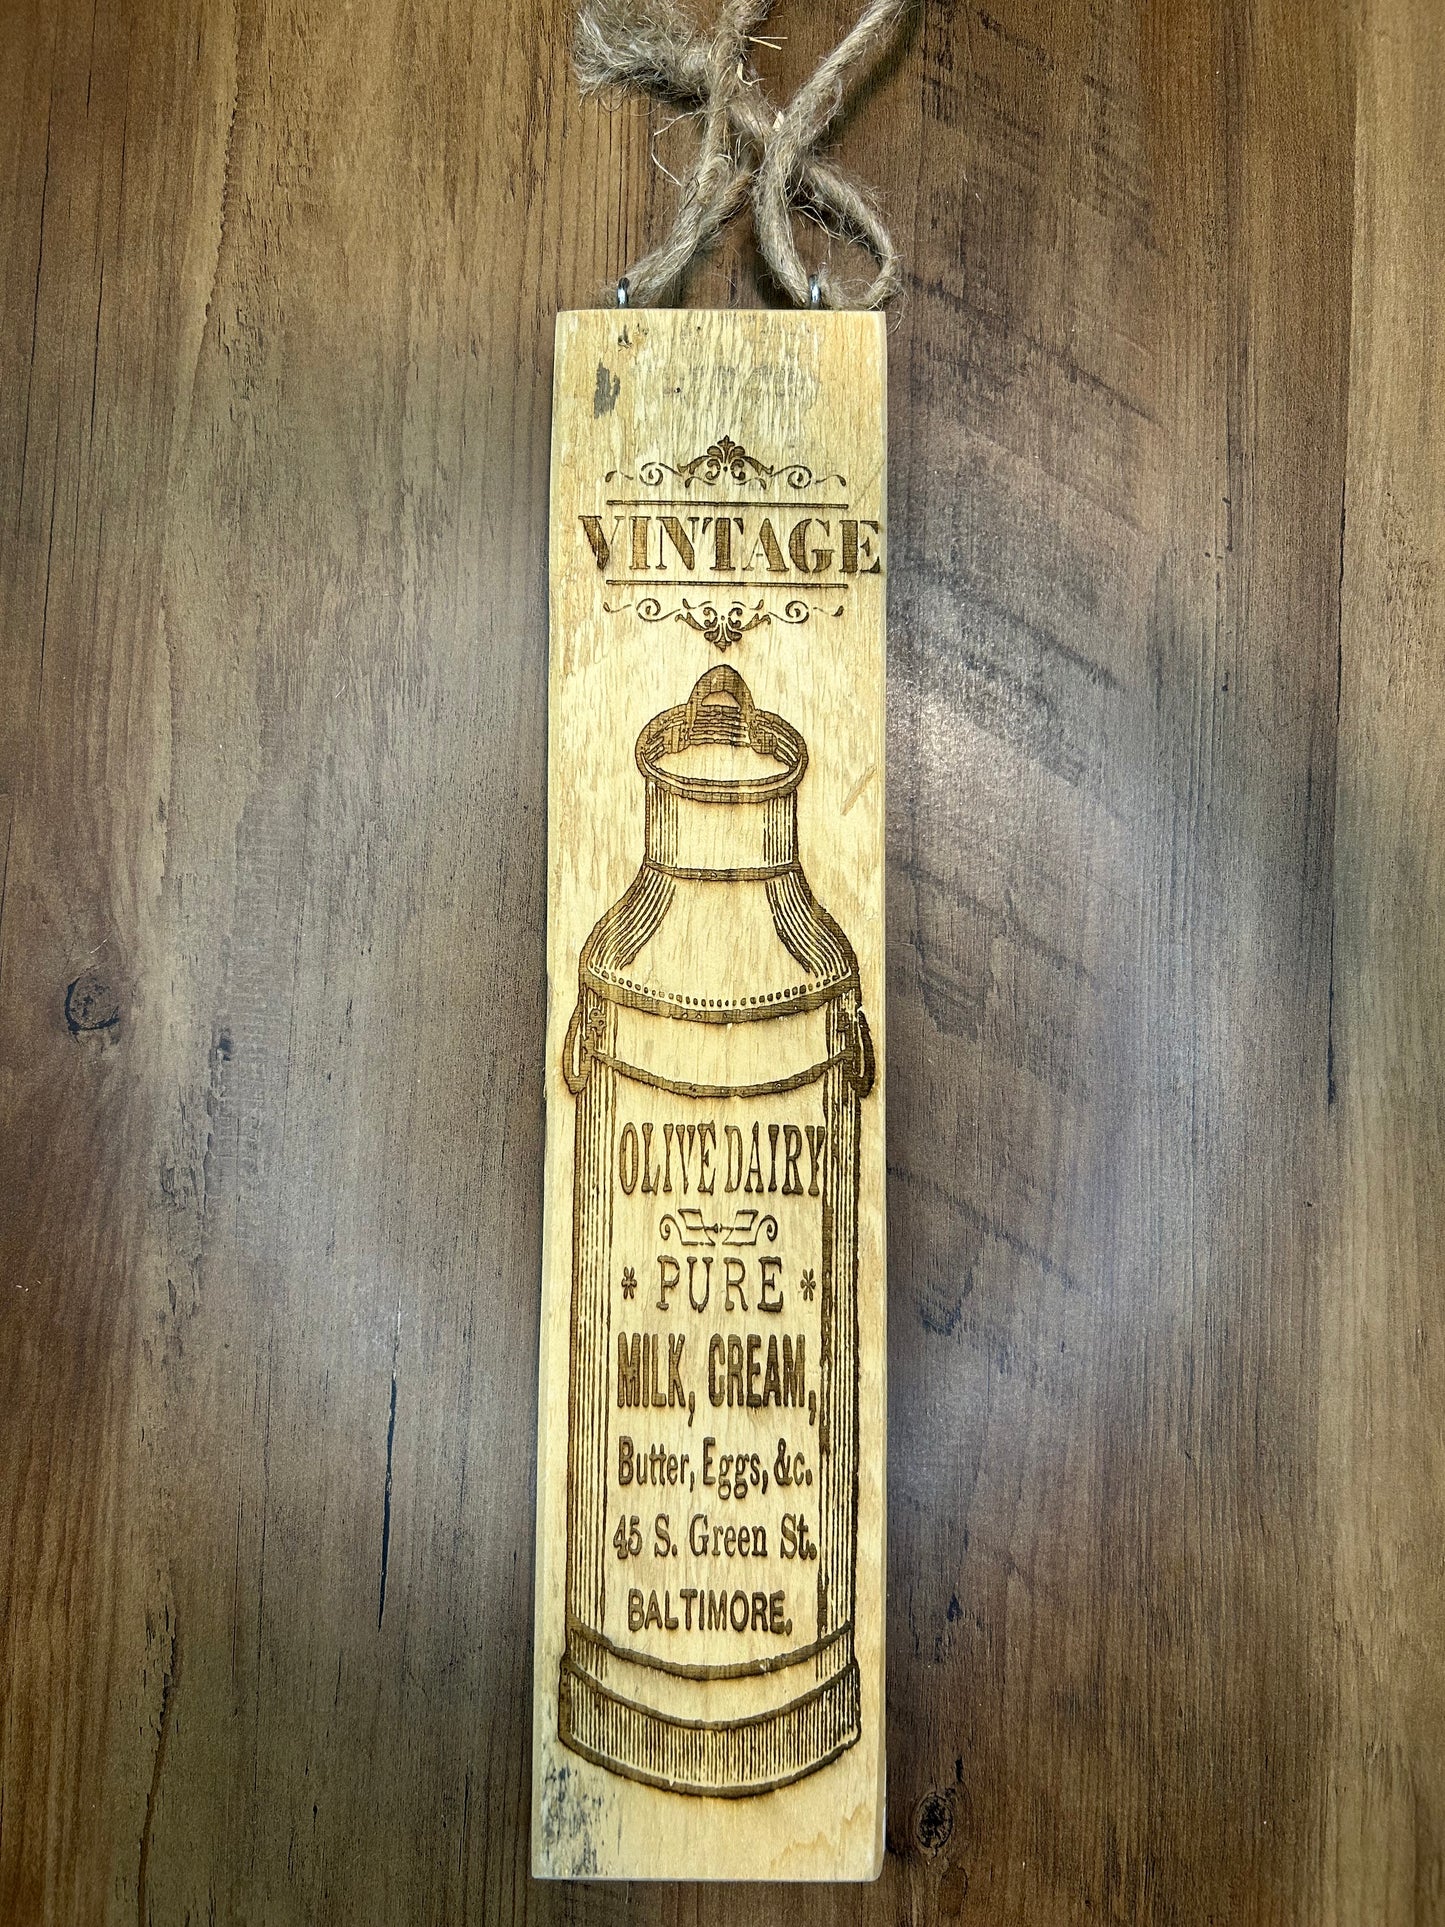 VINTAGE
OLIVE DAIRY
* PURE *
MILK, CREAM,
Butter, Eggs, &c.
45 S. Green St.
BALTIMORE.